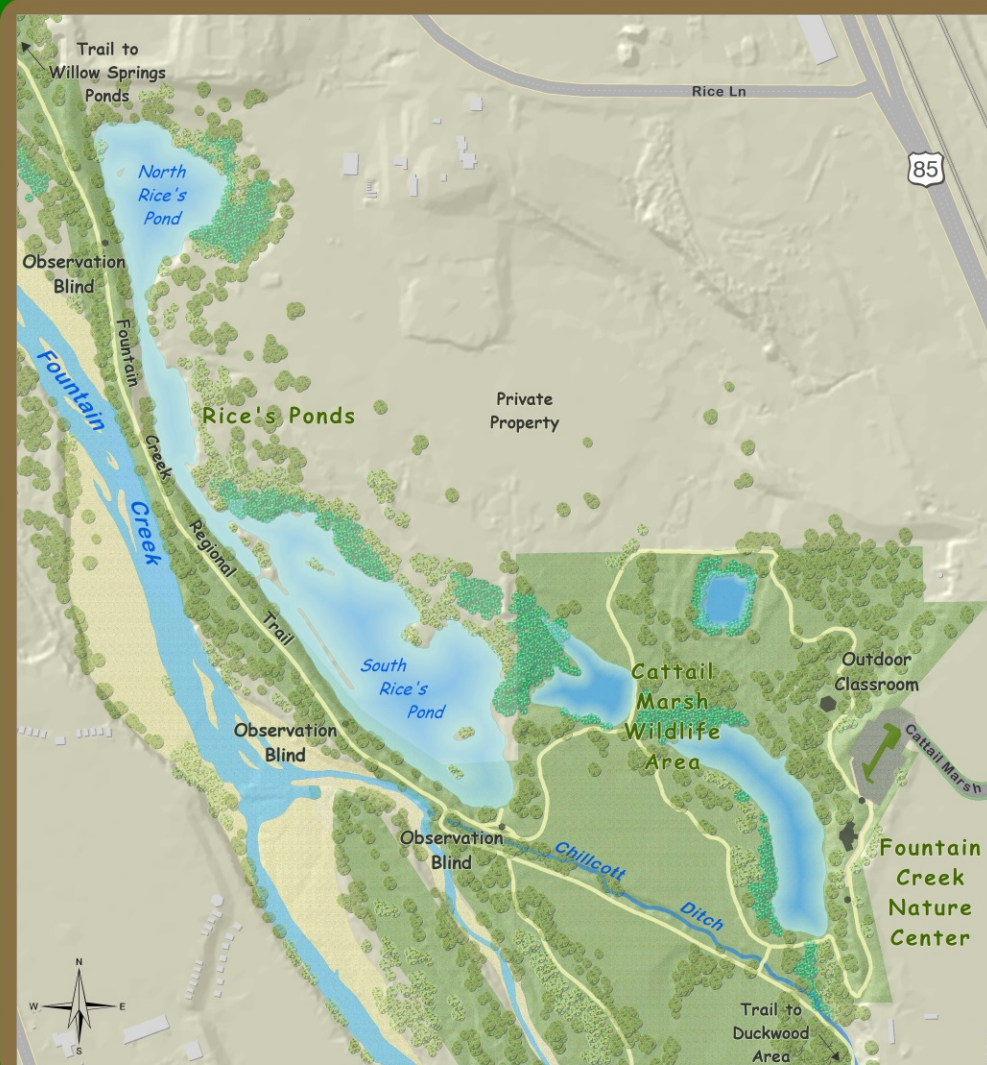 Trail to
Willow Springs
Ponds
Rice Ln
85
North
Rice's
Pond
Observation
Blind
Fountain
Creek
Regional
Trail
Fountain
Creek
Rice's Ponds
Private
Property
South
Rice's
Pond
Cattail
Marsh
Wildlife
Area
Outdoor
Classroom
Cattail Marsh
Observation
Blind
Observation
Blind
Chillcott
Ditch
Fountain
Creek
Nature
Center
Trail to
Duckwood
Area
N
W
E
S